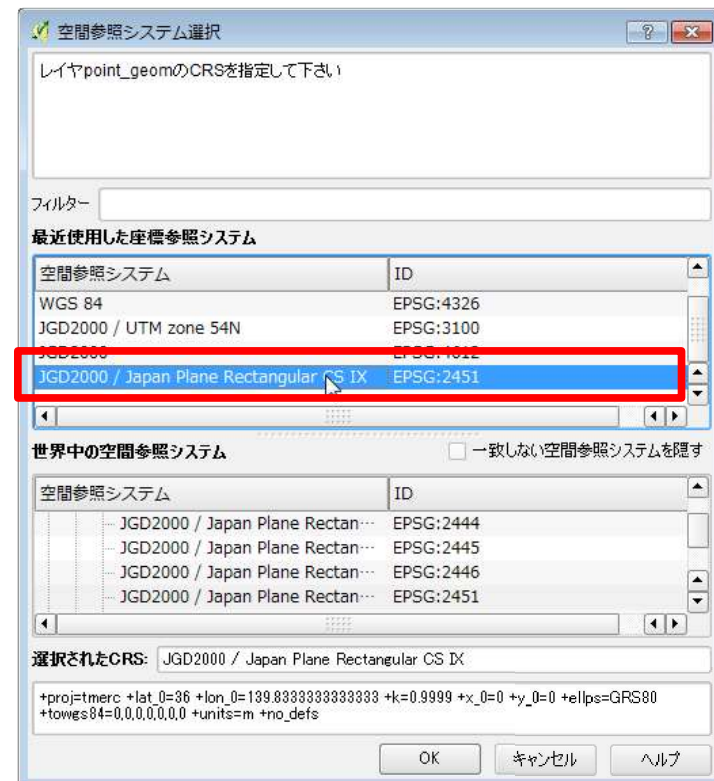 空間参照システム選択
レイヤpoint_geomのCRSを指定して下さい
フィルター
最近使用した座標参照システム
空間参照システム ID
WGS 84 EPSG:4326
JGD2000 / UTM zone 54N EPSG:3100
JGD2000 EPSG:4612
JGD2000 / Japan Plane Rectangular CS IX EPSG:2451
世界中の空間参照システム 一致しない空間参照システムを隠す
空間参照システム ID
JGD2000 / Japan Plane Rectan… EPSG:2444
JGD2000 / Japan Plane Rectan… EPSG:2445
JGD2000 / Japan Plane Rectan… EPSG:2446
JGD2000 / Japan Plane Rectan… EPSG:2451
選択されたCRS: JGD2000 / Japan Plane Rectangular CS IX
+proj=tmerc +lat_0=36 +lon_0=139.8333333333333 +k=0.9999 +x_0=0 +y_0=0 +ellps=GRS80
+towgs84=0,0,0,0,0,0,0 +units=m +no_defs
OK キャンセル ヘルプ